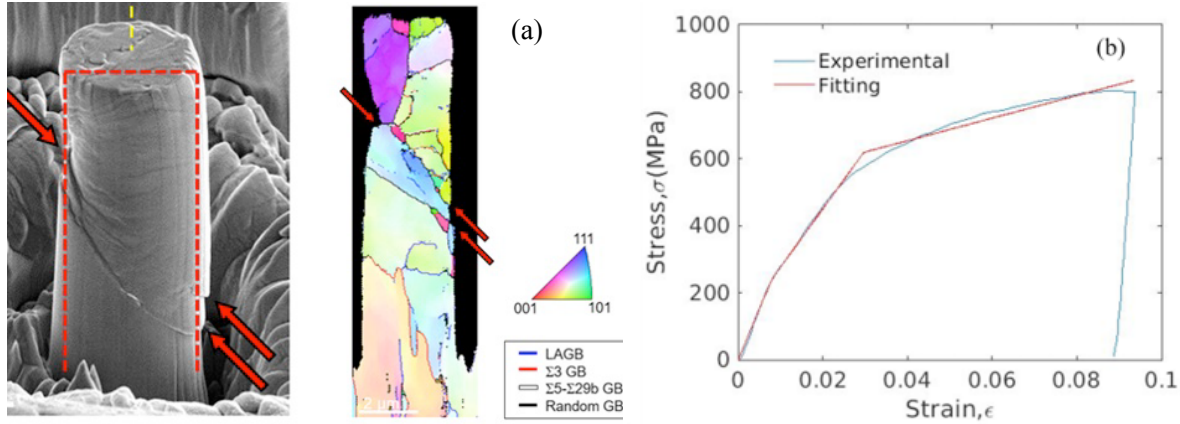 (a)
111
001
101
LAGB
Σ3 GB
Σ5-Σ29b GB
Random GB
2 μm
(b)
Experimental
Fitting
Stress,σ(MPa)
1000
800
600
400
200
0
0
0.02
0.04
0.06
0.08
0.1
Strain,ϵ